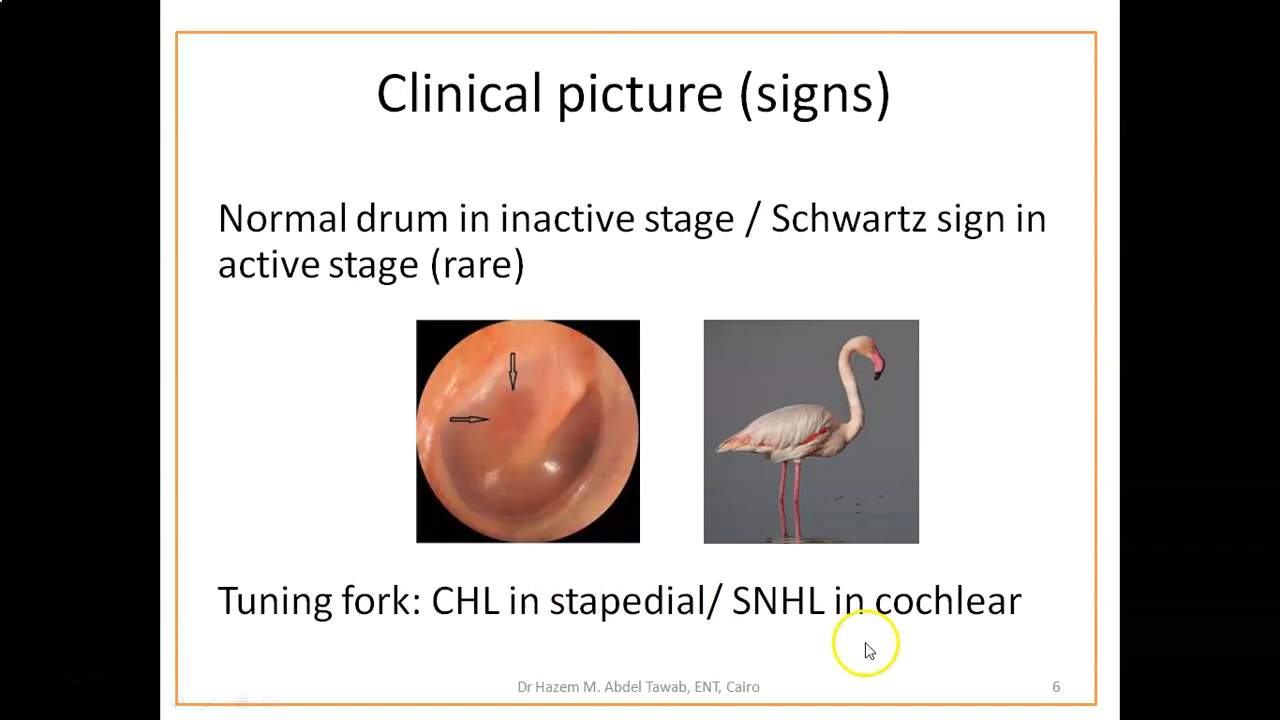 Clinical picture (signs)
Normal drum in inactive stage / Schwartz sign in
active stage (rare)
Tuning fork: CHL in stapedial/ SNHL in cochlear
Dr Hazem M. Abdel Tawab, ENT, Cairo
6